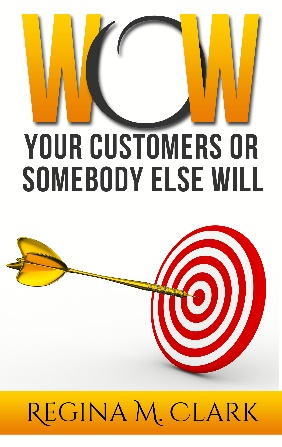 WOW
YOUR CUSTOMERS OR
SOMEBODY ELSE WILL
REGINA M. CLARK